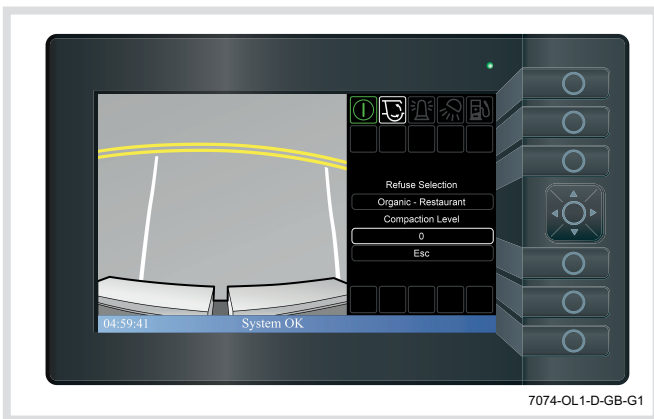 Refuse Selection
Organic - Restaurant
Compaction Level
0
Esc
04:59:41 System OK
7074-OL1-D-GB-G1